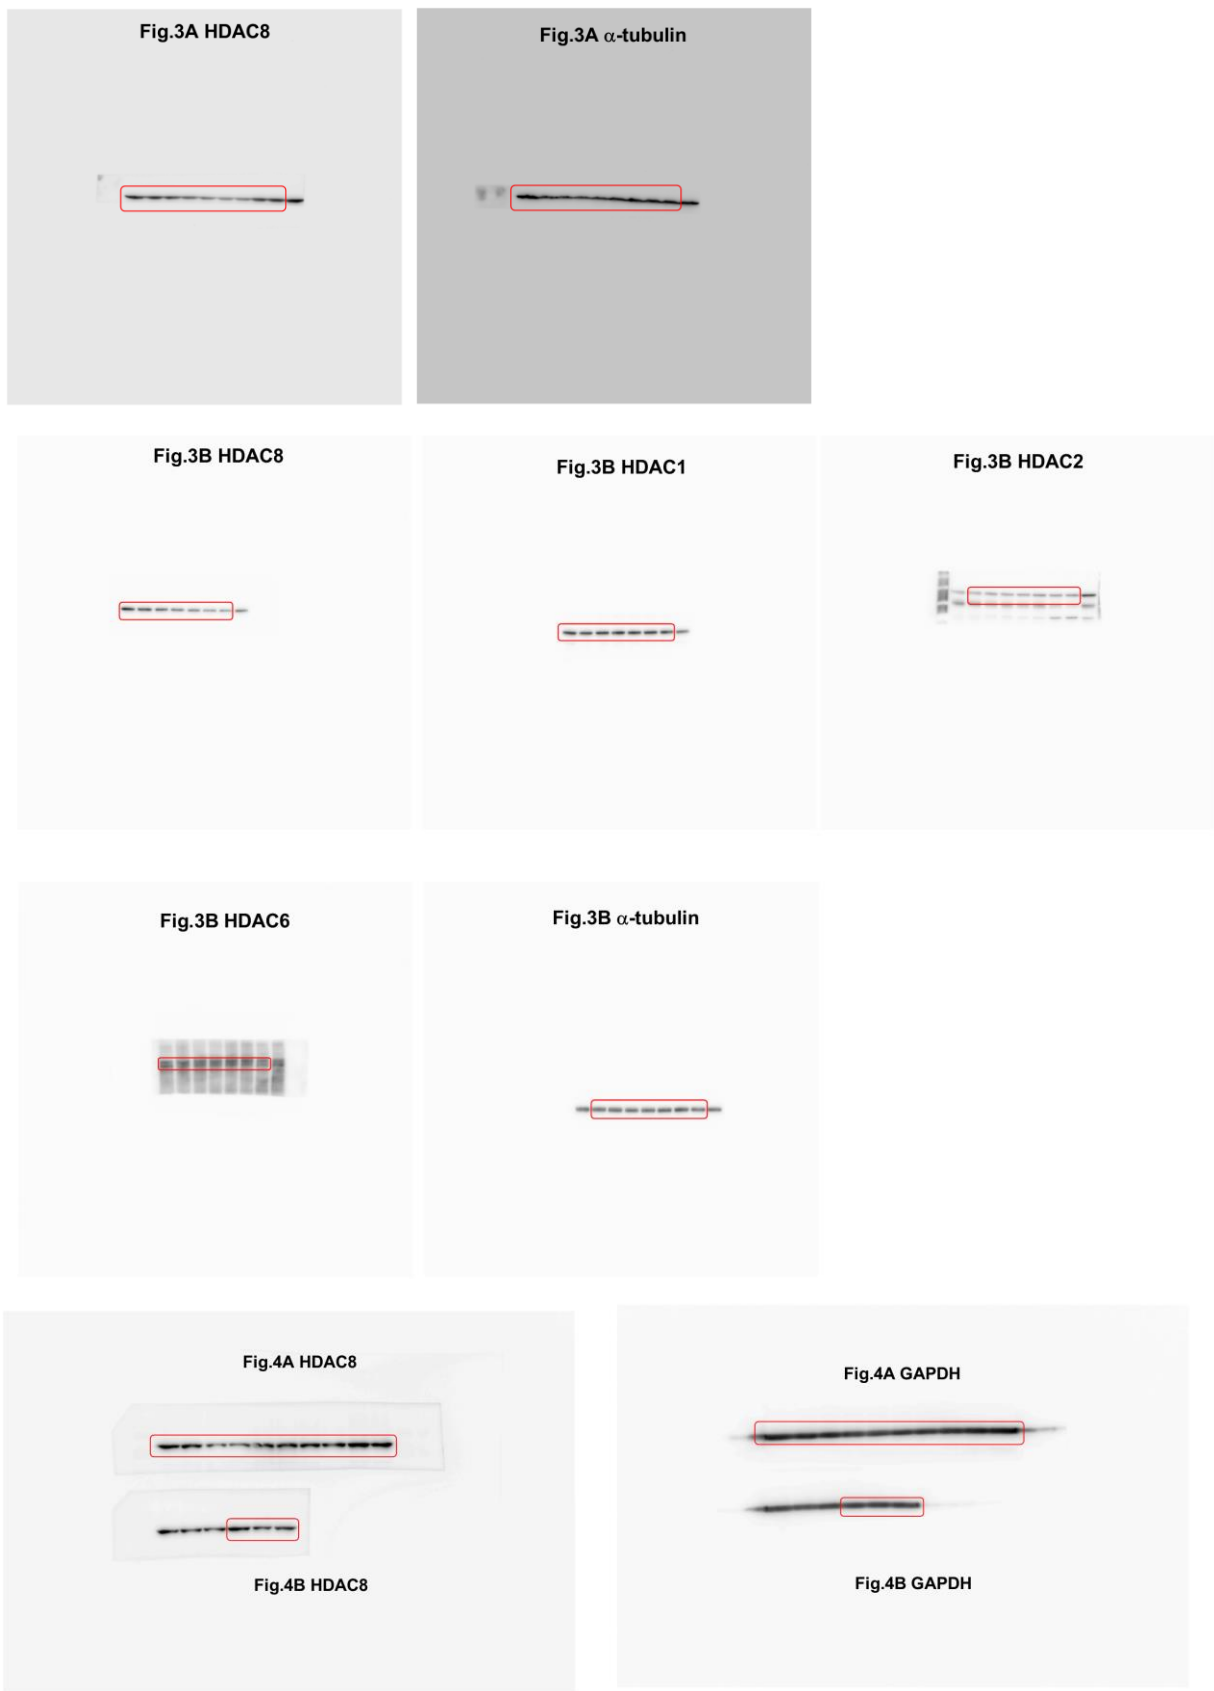 Fig.3A HDAC8
Fig.3A α-tubulin
Fig.3B HDAC8
Fig.3B HDAC1
Fig.3B HDAC2
Fig.3B HDAC6
Fig.3B α-tubulin
Fig.4A HDAC8
Fig.4A GAPDH
Fig.4B HDAC8
Fig.4B GAPDH